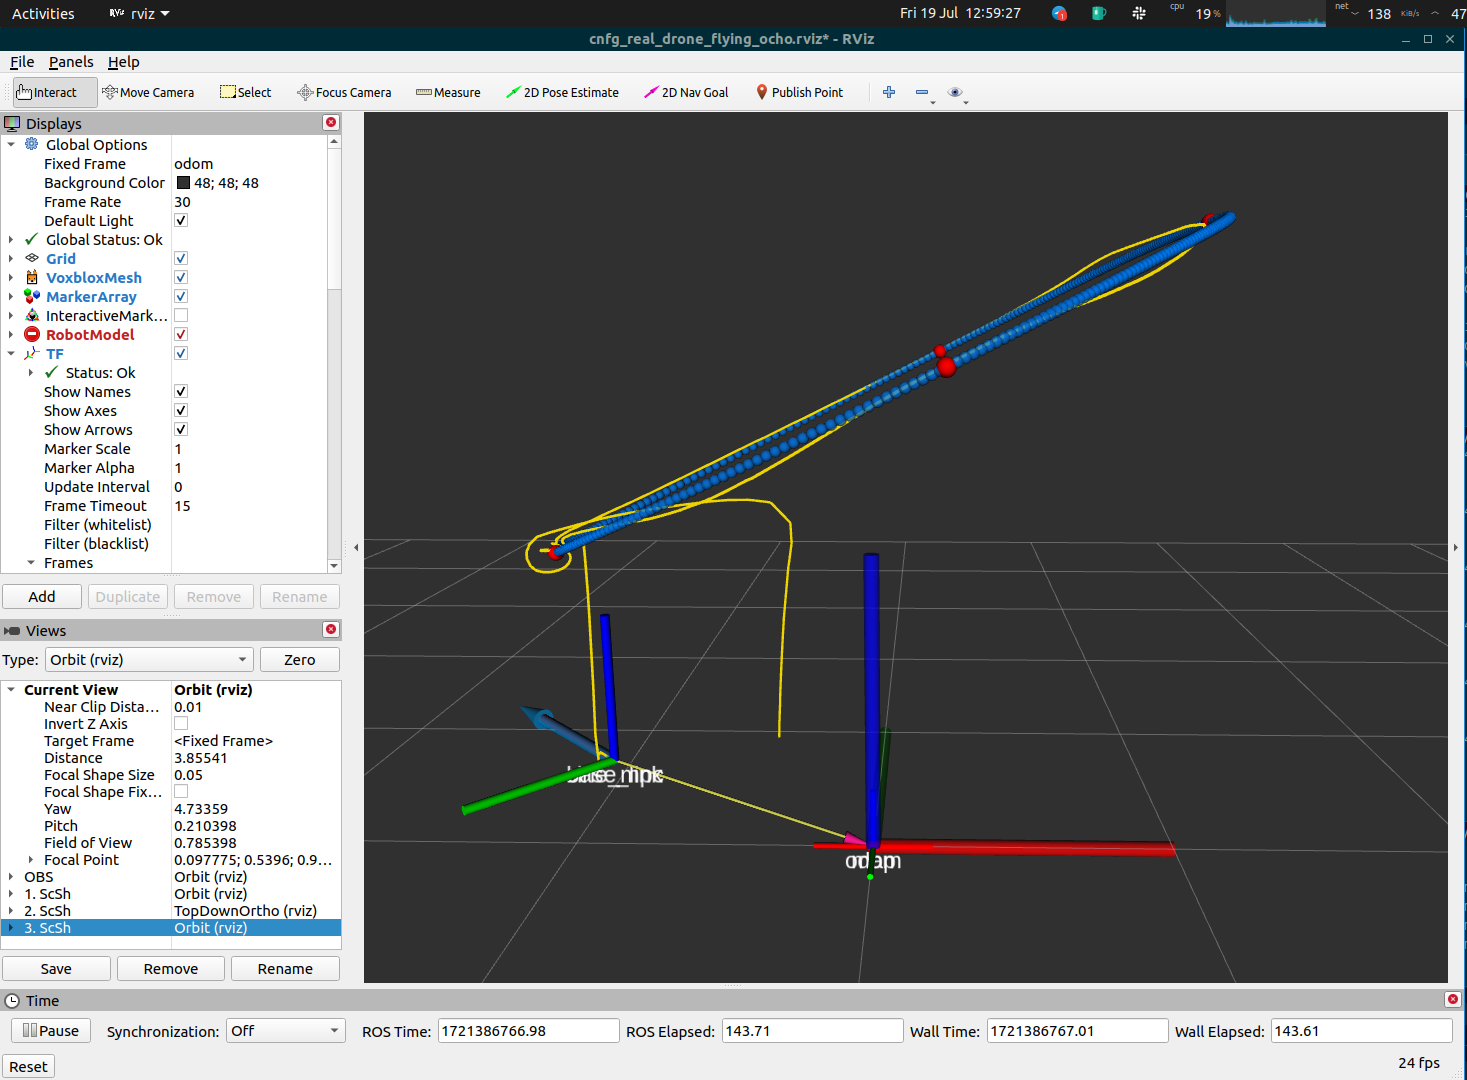 Activities
rviz
Fri 19 Jul 12:59:27
cpu
19 %
net
138
KiB/s
47
cnfg_real_drone_flying_ocho.rviz* - RViz
File Panels Help
Interact
Move Camera
Select
Focus Camera
Measure
2D Pose Estimate
2D Nav Goal
Publish Point
Displays
Global Options
Fixed Frame odom
Background Color 48; 48; 48
Frame Rate 30
Default Light
Global Status: Ok
Grid
VoxbloxMesh
MarkerArray
InteractiveMark...
RobotModel
TF
Status: Ok
Show Names
Show Axes
Show Arrows
Marker Scale 1
Marker Alpha 1
Update Interval 0
Frame Timeout 15
Filter (whitelist)
Filter (blacklist)
Frames
Add Duplicate Remove Rename
Views
Type: Orbit (rviz) Zero
Current View Orbit (rviz)
Near Clip Dista... 0.01
Invert Z Axis
Target Frame <Fixed Frame>
Distance 3.85541
Focal Shape Size 0.05
Focal Shape Fix...
Yaw 4.73359
Pitch 0.210398
Field of View 0.785398
Focal Point 0.097775; 0.5396; 0.9...
OBS Orbit (rviz)
1. ScSh Orbit (rviz)
2. ScSh TopDownOrtho (rviz)
3. ScSh Orbit (rviz)
Save Remove Rename
Time
Pause
Synchronization: Off
ROS Time: 1721386766.98
ROS Elapsed: 143.71
Wall Time: 1721386767.01
Wall Elapsed: 143.61
Reset
24 fps